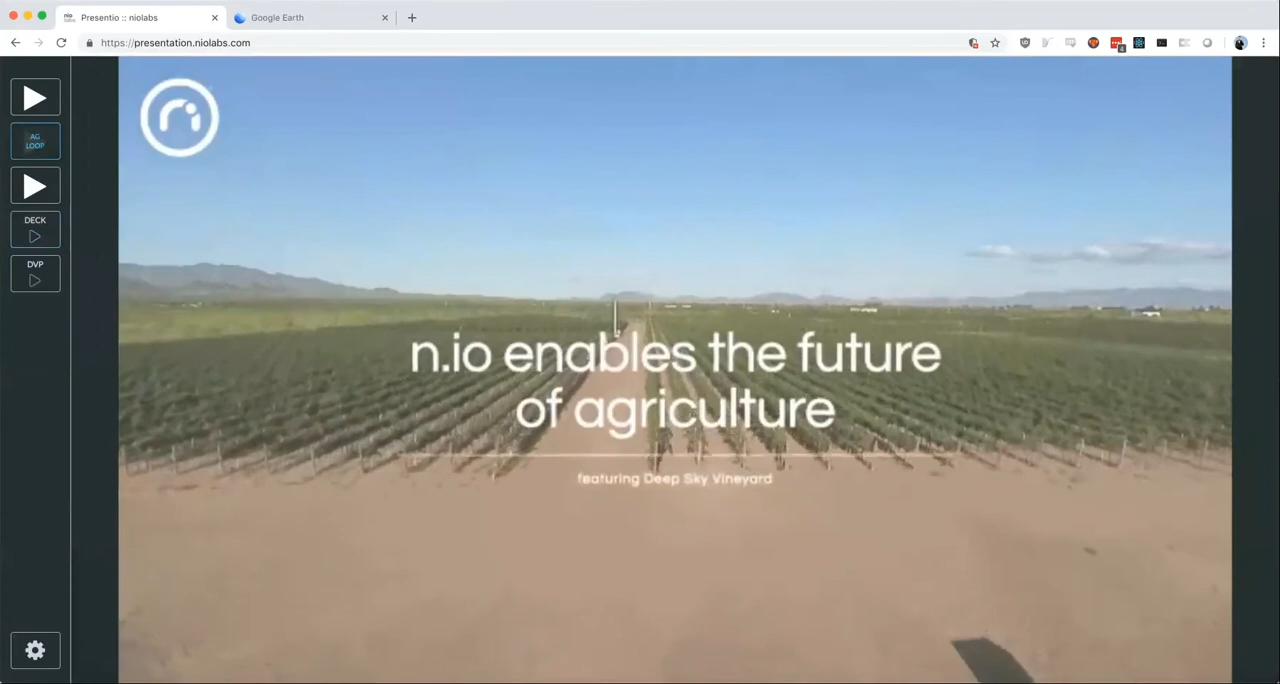 Presentio :: niolabs
Google Earth
https://presentation.niolabs.com
AG
LOOP
DECK
DVP
n.io enables the future
of agriculture
featuring Deep Sky Vineyard